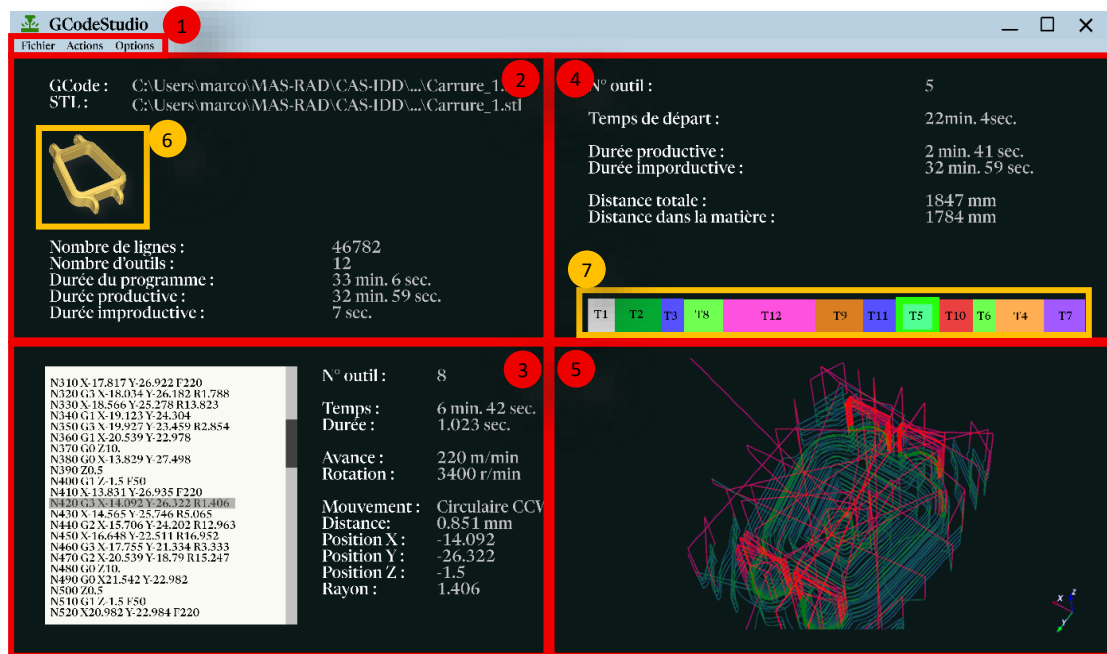 GCodeStudio
1
Fichier Actions Options
2
GCode : C:\Users\marco\MAS-RAD\CAS-IDD\...\Carrure_1.
STL : C:\Users\marco\MAS-RAD\CAS-IDD\...\Carrure_1.stl
6
Nombre de lignes : 46782
Nombre d'outils : 12
Durée du programme : 33 min. 6 sec.
Durée productive : 32 min. 59 sec.
Durée improductive : 7 sec.
4
N° outil : 5
Temps de départ : 22min. 4sec.
Durée productive : 2 min. 41 sec.
Durée imporductive : 32 min. 59 sec.
Distance totale : 1847 mm
Distance dans la matière : 1784 mm
7
T1 T2 T3 T8 T12 T9 T11 T5 T10 T6 T4 T7
3
N310 X-17.817 Y-26.922 F220
N320 G3 X-18.034 Y-26.182 R1.788
N330 X-18.566 Y-25.278 R13.823
N340 G1 X-19.123 Y-24.304
N350 G3 X-19.927 Y-23.459 R2.854
N360 G1 X-20.539 Y-22.978
N370 G0 Z10.
N380 G0 X-13.829 Y-27.498
N390 Z0.5
N400 G1 Z-1.5 F50
N410 X-13.831 Y-26.935 F220
N420 G3 X-14.092 Y-26.322 R1.406
N430 X-14.565 Y-25.746 R5.065
N440 G2 X-15.706 Y-24.202 R12.963
N450 X-16.648 Y-22.511 R16.952
N460 G3 X-17.755 Y-21.334 R3.333
N470 G2 X-20.539 Y-18.79 R15.247
N480 G0 Z10.
N490 G0 X21.542 Y-22.982
N500 Z0.5
N510 G1 Z-1.5 F50
N520 X20.982 Y-22.984 F220
N° outil : 8
Temps : 6 min. 42 sec.
Durée : 1.023 sec.
Avance : 220 m/min
Rotation : 3400 r/min
Mouvement : Circulaire CCW
Distance: 0.851 mm
Position X : -14.092
Position Y : -26.322
Position Z : -1.5
Rayon : 1.406
5
X Z
Y